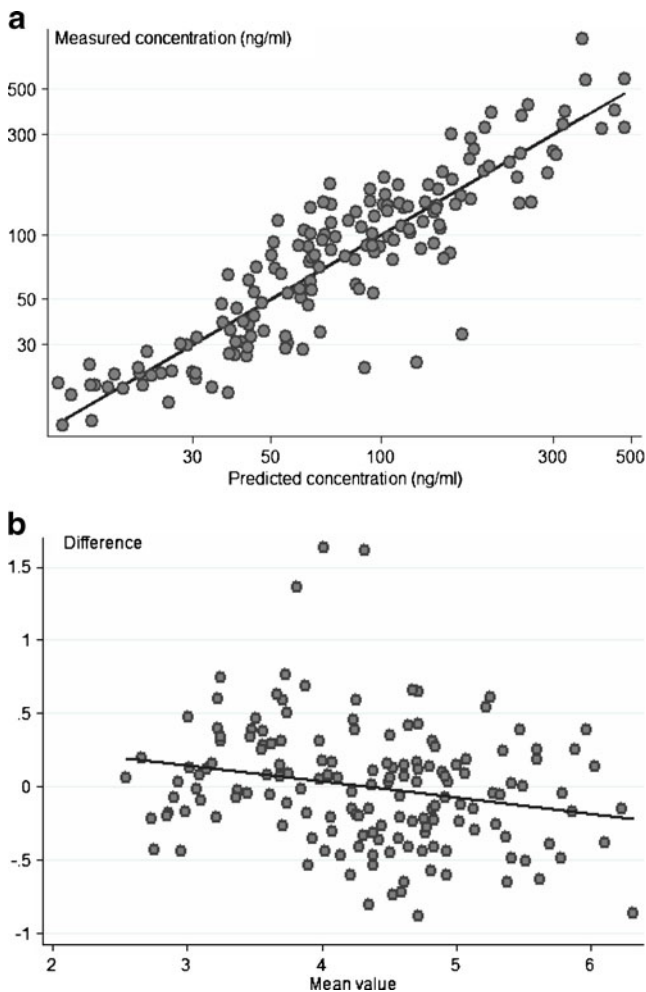 a
Measured concentration (ng/ml)
500
300
100
50
30
30 50 100 300 500
Predicted concentration (ng/ml)
b
Difference
1.5
1
.5
0
-.5
-1
2 3 4 5 6
Mean value